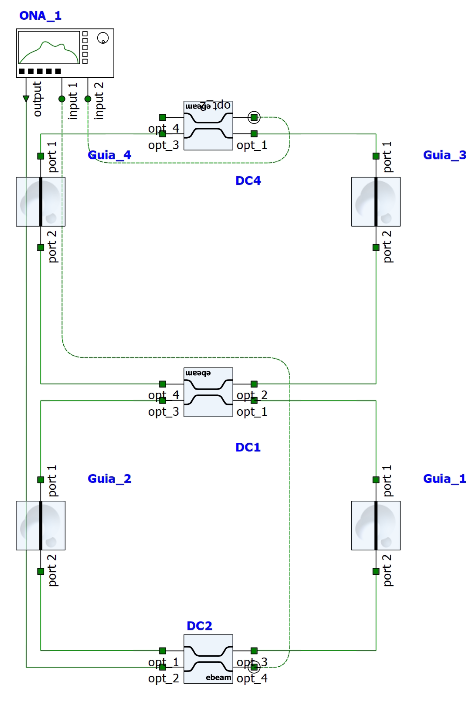 ONA_1
output
input 1
input 2
opt_2
ebeam
opt_4
opt_3
opt_1
port 1
Guia_4
DC4
port 1
Guia_3
port 2
port 2
ebeam
opt_4
opt_2
opt_3
opt_1
DC1
port 1
Guia_2
port 1
Guia_1
port 2
port 2
DC2
opt_1
opt_3
opt_2
ebeam
opt_4